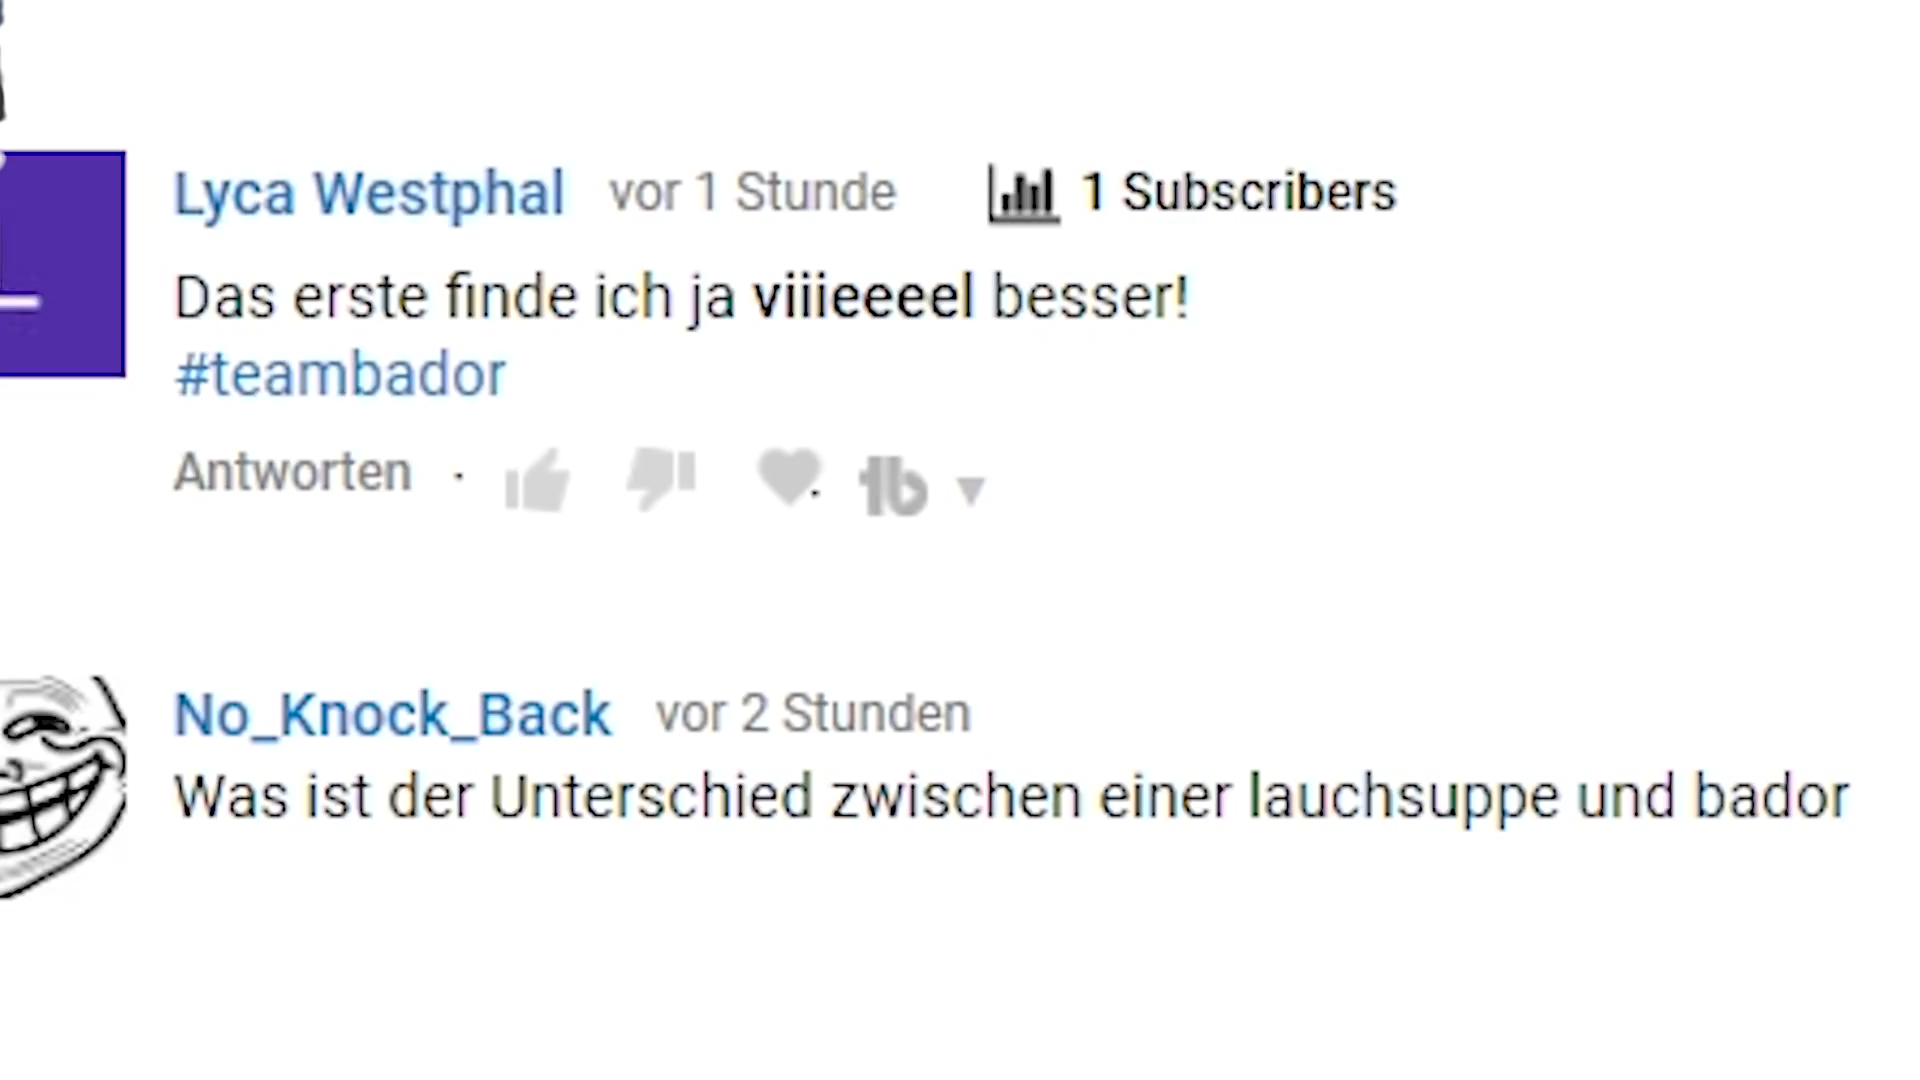 Lyca Westphal vor 1 Stunde 1 Subscribers
Das erste finde ich ja viiieeeel besser!
#teambador
Antworten · tb
No_Knock_Back vor 2 Stunden
Was ist der Unterschied zwischen einer lauchsuppe und bador